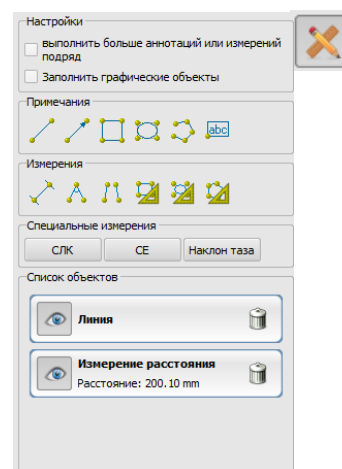 Настройки
выполнить больше аннотаций или измерений
подряд
Заполнить графические объекты
Примечания
abc
Измерения
Специальные измерения
СЛК
СЕ
Наклон таза
Список объектов
Линия
Измерение расстояния
Расстояние: 200.10 mm